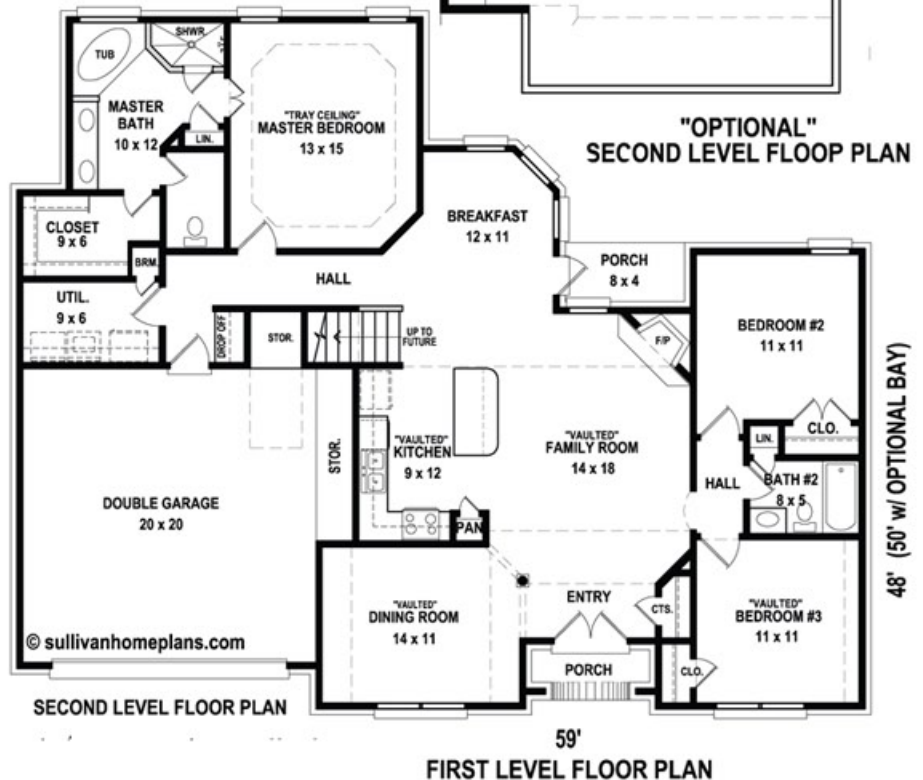 "OPTIONAL"
SECOND LEVEL FLOOP PLAN
SHWR
TUB
MASTER
BATH
10 x 12
LIN.
"TRAY CEILING"
MASTER BEDROOM
13 x 15
BREAKFAST
12 x 11
CLOSET
9 x 6
BRM.
HALL
PORCH
8 x 4
UTIL.
9 x 6
DROP OFF
STOR.
UP TO
FUTURE
F/P
BEDROOM #2
11 x 11
CLO.
LIN.
"VAULTED"
KITCHEN
9 x 12
"VAULTED"
FAMILY ROOM
14 x 18
STOR.
HALL
BATH #2
8 x 5
DOUBLE GARAGE
20 x 20
PAN
48' (50' w/ OPTIONAL BAY)
"VAULTED"
DINING ROOM
14 x 11
ENTRY
CTS.
"VAULTED"
BEDROOM #3
11 x 11
© sullivanhomeplans.com
PORCH
CLO.
SECOND LEVEL FLOOR PLAN
59'
FIRST LEVEL FLOOR PLAN